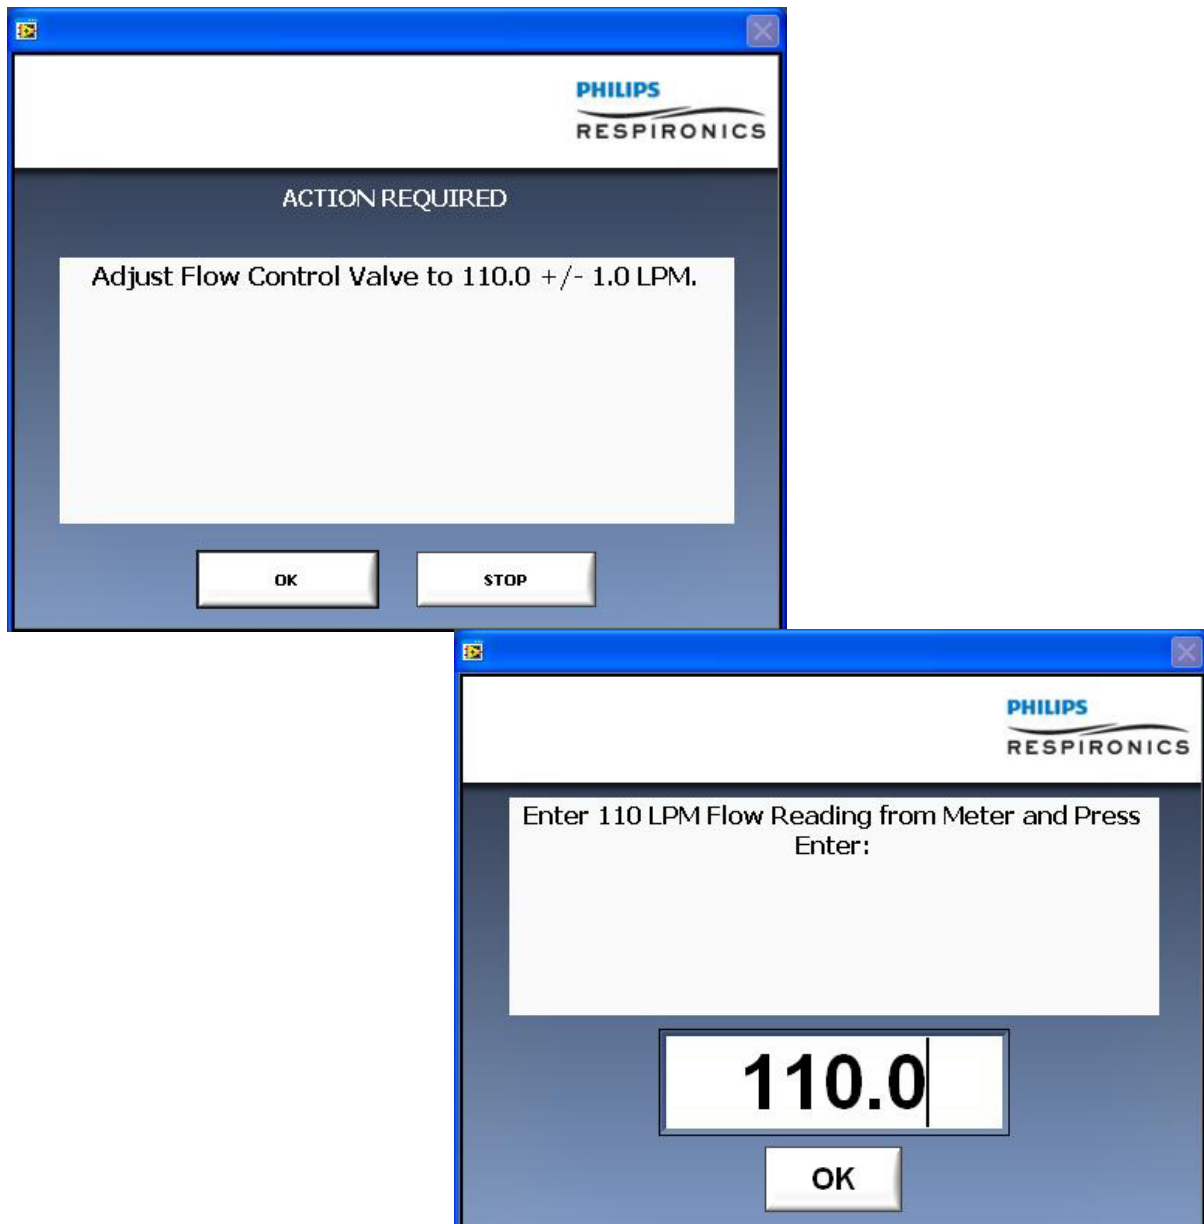 PHILIPS
RESPIRONICS
ACTION REQUIRED
Adjust Flow Control Valve to 110.0 +/- 1.0 LPM.
OK
STOP
PHILIPS
RESPIRONICS
Enter 110 LPM Flow Reading from Meter and Press
Enter:
110.0
OK